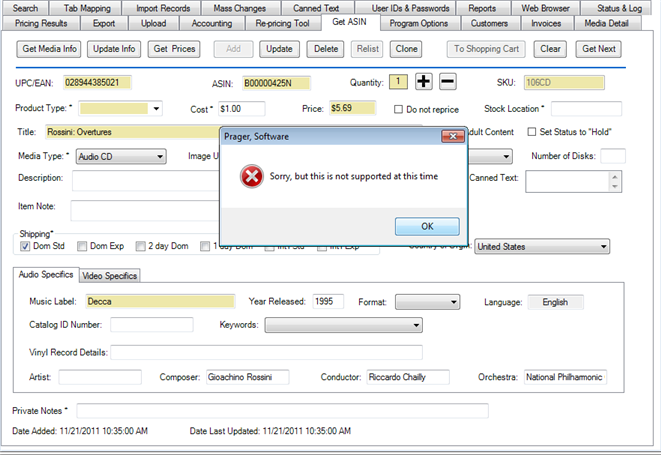 Search Tab Mapping Import Records Mass Changes Canned Text User IDs & Passwords Reports Web Browser Status & Log
Pricing Results Export Upload Accounting Re-pricing Tool Get ASIN Program Options Customers Invoices Media Detail
Get Media Info Update Info Get Prices Add Update Delete Relist Clone To Shopping Cart Clear Get Next
UPC/EAN: 028944385021 ASIN: B00000425N Quantity: 1 SKU: 106CD
Product Type: * Cost * $1.00 Price: $5.69 Do not reprice Stock Location *
Title: Rossini: Overtures dult Content Set Status to "Hold"
Prager, Software
Media Type: * Audio CD Image U Number of Disks:
Sorry, but this is not supported at this time
Description: Canned Text:
Item Note:
OK
Shipping*
Dom Std Dom Exp 2 day Dom 1 day Dom Int'l Std Int'l Exp United States
Audio Specifics Video Specifics
Music Label: Decca Year Released: 1995 Format: Language: English
Catalog ID Number: Keywords:
Vinyl Record Details:
Artist: Composer: Gioachino Rossini Conductor: Riccardo Chailly Orchestra: National Philhamonic
Private Notes *
Date Added: 11/21/2011 10:35:00 AM Date Last Updated: 11/21/2011 10:35:00 AM